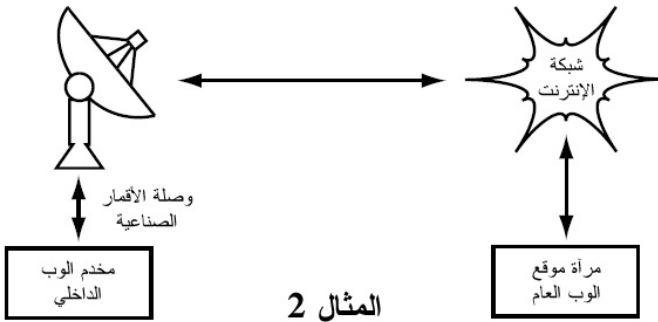 شبكة
الإنترنت
وصلة الأقمار
الصناعية
مخدم الوب
الداخلي
مرآة موقع
الوب العام
المثال 2